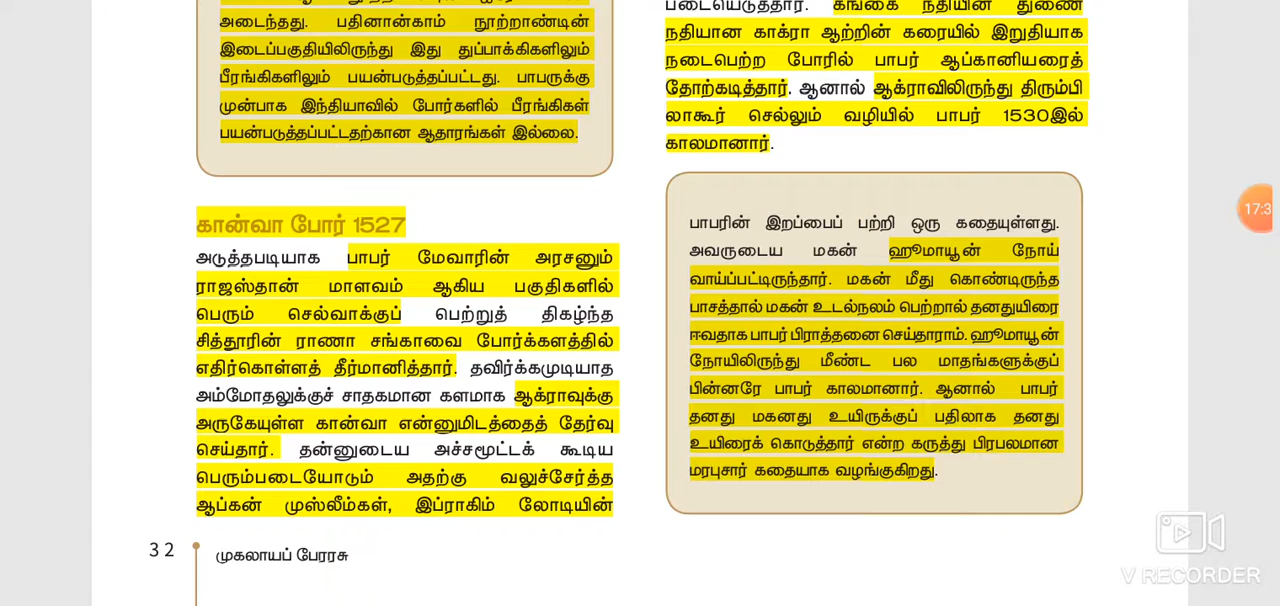 அடைந்தது. பதினான்காம் நூற்றாண்டின்
இடைப்பகுதியிலிருந்து இது துப்பாக்கிகளிலும்
பீரங்கிகளிலும் பயன்படுத்தப்பட்டது. பாபருக்கு
முன்பாக இந்தியாவில் போர்களில் பீரங்கிகள்
பயன்படுத்தப்பட்டதற்கான ஆதாரங்கள் இல்லை.
கான்வா போர் 1527
அடுத்தபடியாக பாபர் மேவாரின் அரசனும்
ராஜஸ்தான் மாளவம் ஆகிய பகுதிகளில்
பெரும் செல்வாக்குப் பெற்றுத் திகழ்ந்த
சித்தூரின் ராணா சங்காவை போர்க்களத்தில்
எதிர்கொள்ளத் தீர்மானித்தார். தவிர்க்கமுடியாத
அம்மோதலுக்குச் சாதகமான களமாக ஆக்ராவுக்கு
அருகேயுள்ள கான்வா என்னுமிடத்தைத் தேர்வு
செய்தார். தன்னுடைய அச்சமூட்டக் கூடிய
பெரும்படையோடும் அதற்கு வலுச்சேர்த்த
ஆப்கன் முஸ்லீம்கள், இப்ராகிம் லோடியின்
படையெடுத்தார். கங்கை நதியின் துணை
நதியான காக்ரா ஆற்றின் கரையில் இறுதியாக
நடைபெற்ற போரில் பாபர் ஆப்கானியரைத்
தோற்கடித்தார். ஆனால் ஆக்ராவிலிருந்து திரும்பி
லாகூர் செல்லும் வழியில் பாபர் 1530இல்
காலமானார்.
பாபரின் இறப்பைப் பற்றி ஒரு கதையுள்ளது.
அவருடைய மகன் ஹூமாயூன் நோய்
வாய்ப்பட்டிருந்தார். மகன் மீது கொண்டிருந்த
பாசத்தால் மகன் உடல்நலம் பெற்றால் தனதுயிரை
ஈவதாக பாபர் பிராத்தனை செய்தாராம். ஹூமாயூன்
நோயிலிருந்து மீண்ட பல மாதங்களுக்குப்
பின்னரே பாபர் காலமானார். ஆனால் பாபர்
தனது மகனது உயிருக்குப் பதிலாக தனது
உயிரைக் கொடுத்தார் என்ற கருத்து பிரபலமான
மரபுசார் கதையாக வழங்குகிறது.
32 முகலாயப் பேரரசு
17:3
V RECORDER